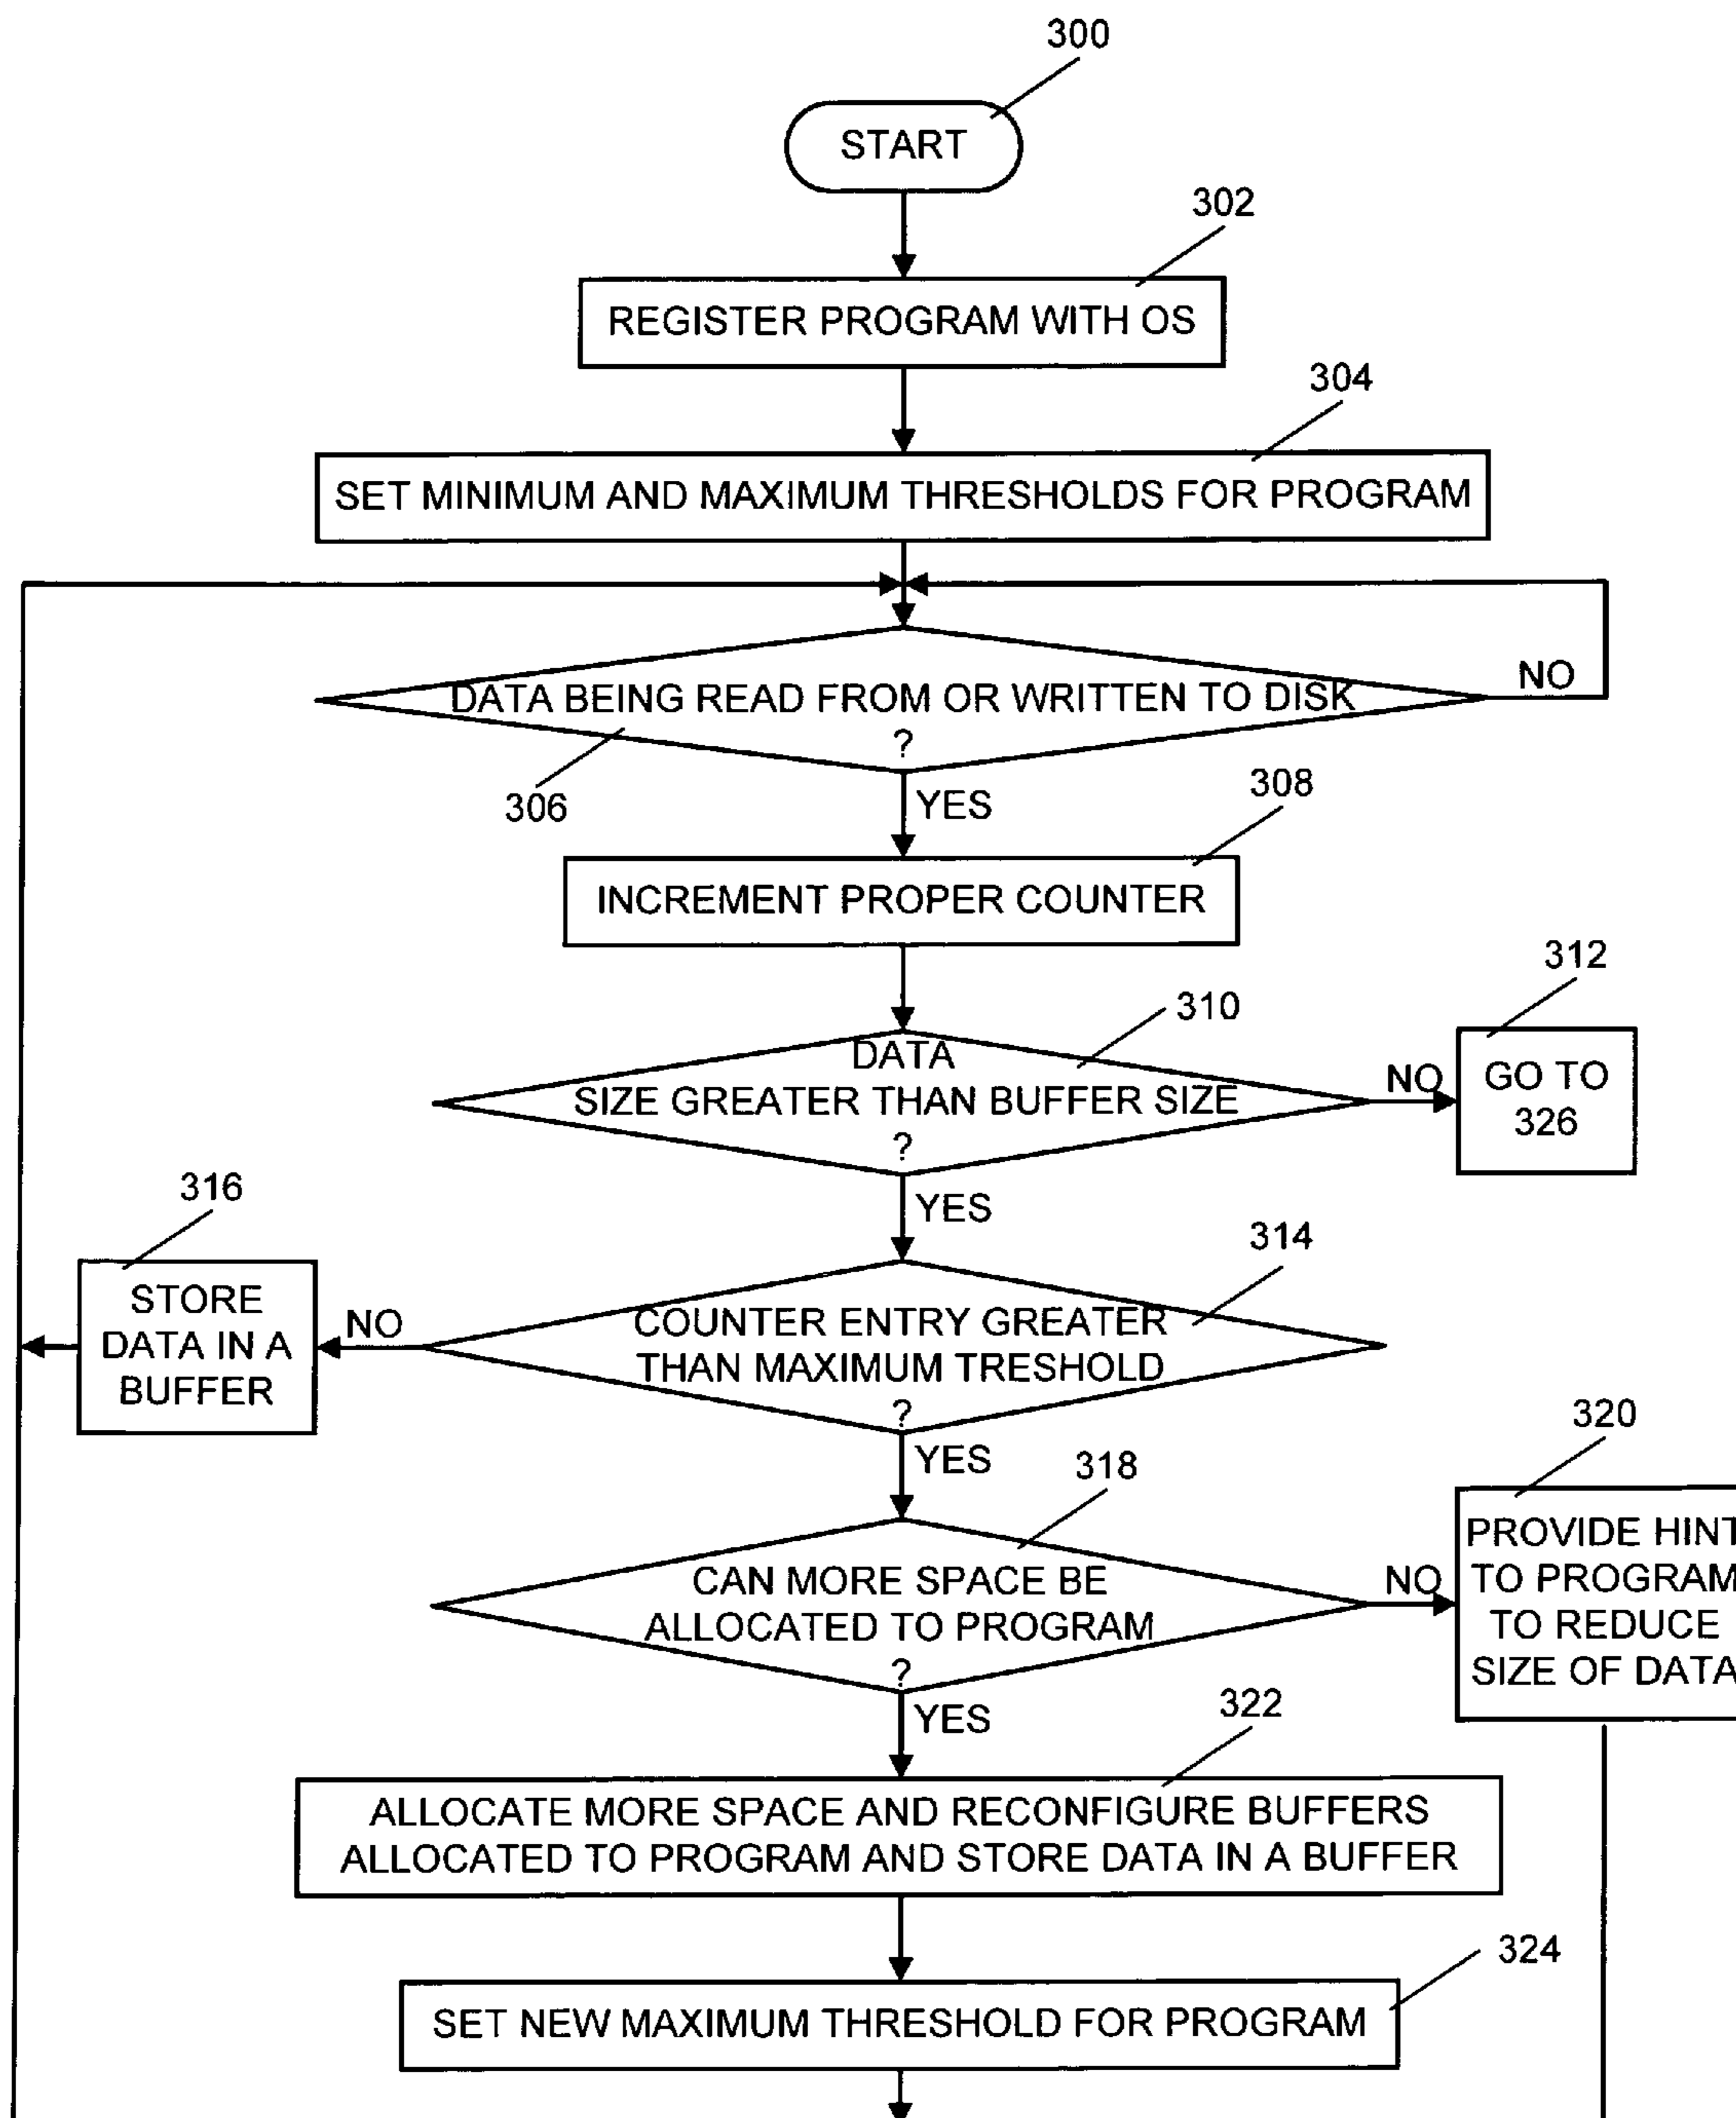 300
START
302
REGISTER PROGRAM WITH OS
304
SET MINIMUM AND MAXIMUM THRESHOLDS FOR PROGRAM
DATA BEING READ FROM OR WRITTEN TO DISK
?
NO
306
YES
308
INCREMENT PROPER COUNTER
312
310
DATA
SIZE GREATER THAN BUFFER SIZE
?
NO
GO TO
326
YES
316
314
STORE
DATA IN A
BUFFER
NO
COUNTER ENTRY GREATER
THAN MAXIMUM TRESHOLD
?
YES
318
320
CAN MORE SPACE BE
ALLOCATED TO PROGRAM
?
NO
PROVIDE HINT
TO PROGRAM
TO REDUCE
SIZE OF DATA
YES
322
ALLOCATE MORE SPACE AND RECONFIGURE BUFFERS
ALLOCATED TO PROGRAM AND STORE DATA IN A BUFFER
324
SET NEW MAXIMUM THRESHOLD FOR PROGRAM